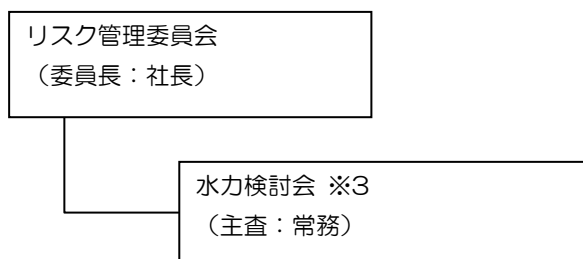 リスク管理委員会
（委員長：社長）
水力検討会 ※3
（主査：常務）